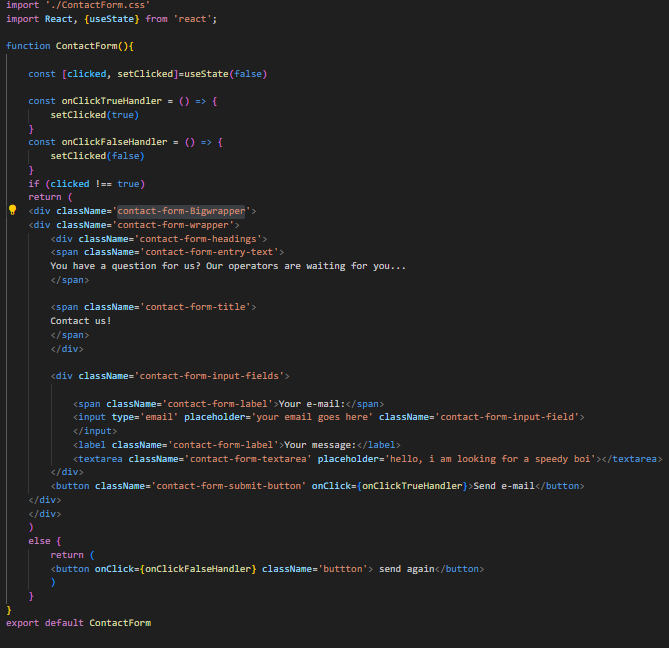 import './ContactForm.css'
import React, {useState} from 'react';
function ContactForm(){
const [clicked, setClicked]=useState(false)
const onClickTrueHandler = () => {
setClicked(true)
}
const onClickFalseHandler = () => {
setClicked(false)
}
if (clicked !== true)
return (
<div className='contact-form-Bigwrapper'>
<div className='contact-form-wrapper'>
<div className='contact-form-headings'>
<span className='contact-form-entry-text'>
You have a question for us? Our operators are waiting for you...
</span>
<span className='contact-form-title'>
Contact us!
</span>
</div>
<div className='contact-form-input-fields'>
<span className='contact-form-label'>Your e-mail:</span>
<input type='email' placeholder='your email goes here' className='contact-form-input-field'>
</input>
<label className='contact-form-label'>Your message:</label>
<textarea className='contact-form-textarea' placeholder='hello, i am looking for a speedy boi'></textarea>
</div>
<button className='contact-form-submit-button' onClick={onClickTrueHandler}>Send e-mail</button>
</div>
</div>
)
else {
return (
<button onClick={onClickFalseHandler} className='buttton'> send again</button>
)
}
}
export default ContactForm